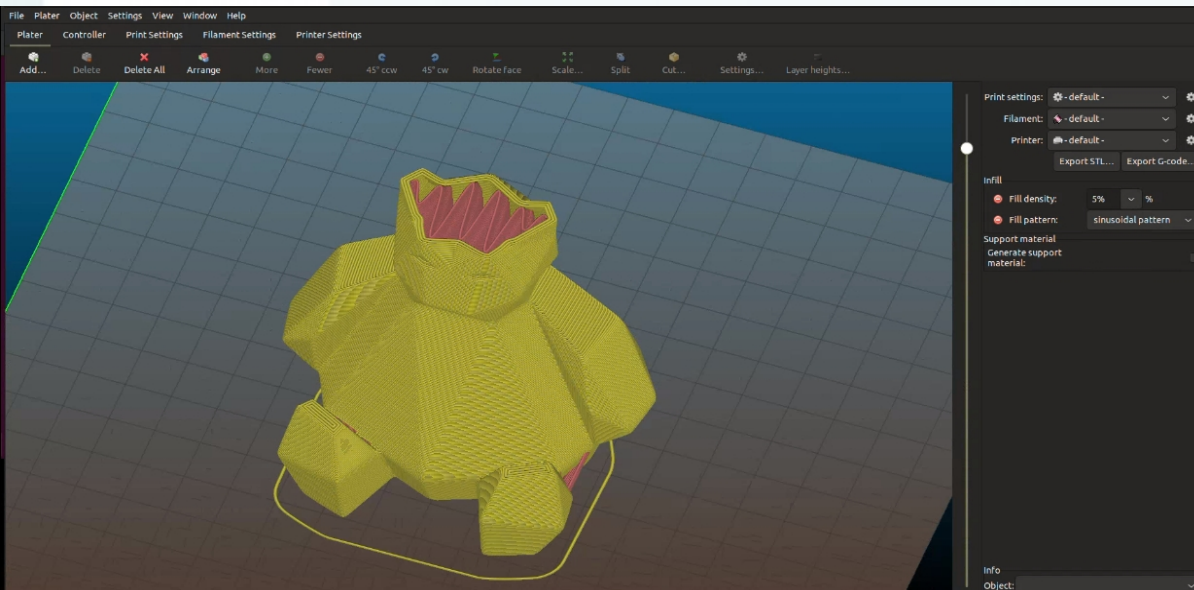 File Plater Object Settings View Window Help
Plater Controller Print Settings Filament Settings Printer Settings
Add... Delete Delete All Arrange More Fewer 45° ccw 45° cw Rotate face Scale... Split Cut... Settings... Layer heights...
Print settings: - default -
Filament: - default -
Printer: - default -
Export STL... Export G-code...
Infill
Fill density: 5% %
Fill pattern: sinusoidal pattern
Support material
Generate support
material:
Info
Object: